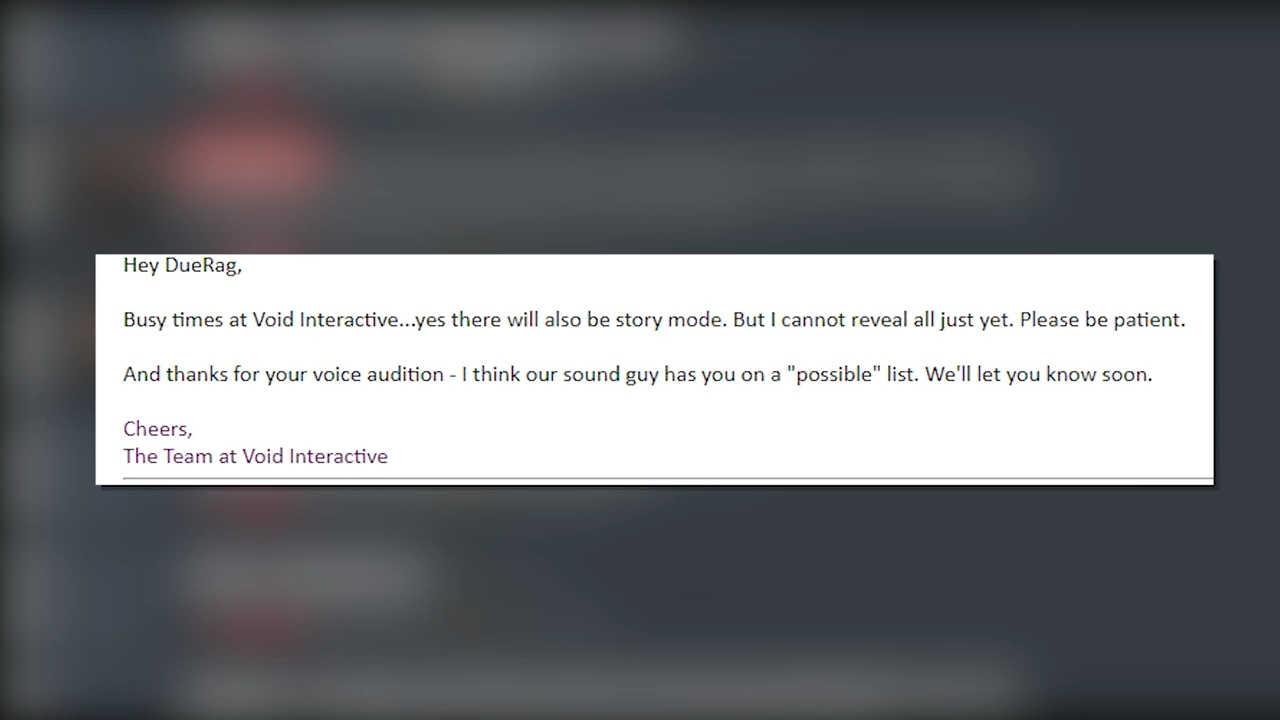 Hey DueRag,
Busy times at Void Interactive...yes there will also be story mode. But I cannot reveal all just yet. Please be patient.
And thanks for your voice audition - I think our sound guy has you on a "possible" list. We'll let you know soon.
Cheers,
The Team at Void Interactive